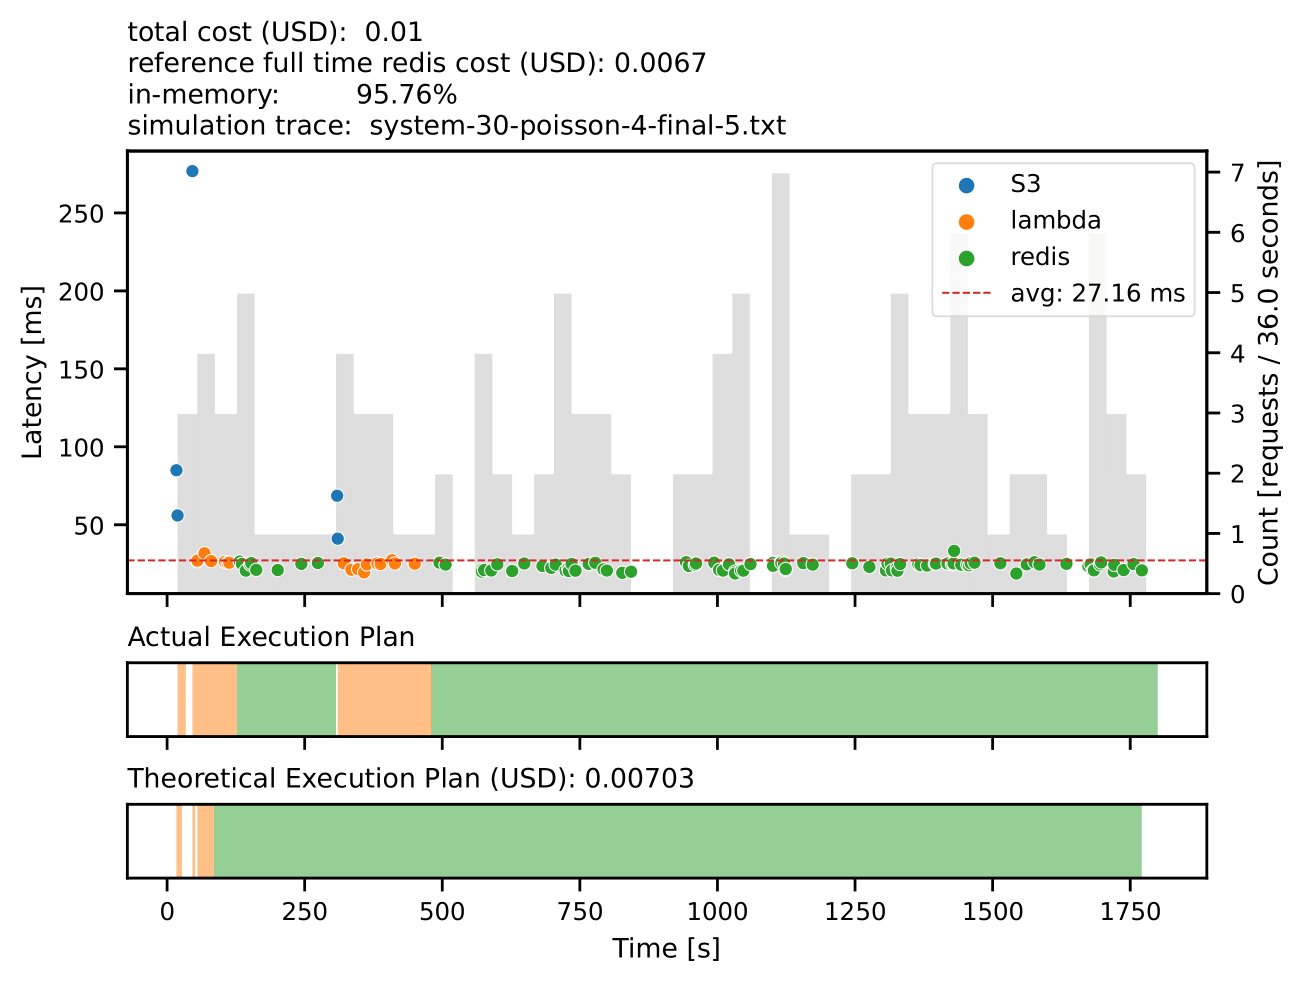 total cost (USD): 0.01
reference full time redis cost (USD): 0.0067
in-memory: 95.76%
simulation trace: system-30-poisson-4-final-5.txt
S3
lambda
redis
avg: 27.16 ms
250
200
150
100
50
Latency [ms]
7
6
5
4
3
2
1
0
Count [requests / 36.0 seconds]
Actual Execution Plan
Theoretical Execution Plan (USD): 0.00703
0 250 500 750 1000 1250 1500 1750
Time [s]